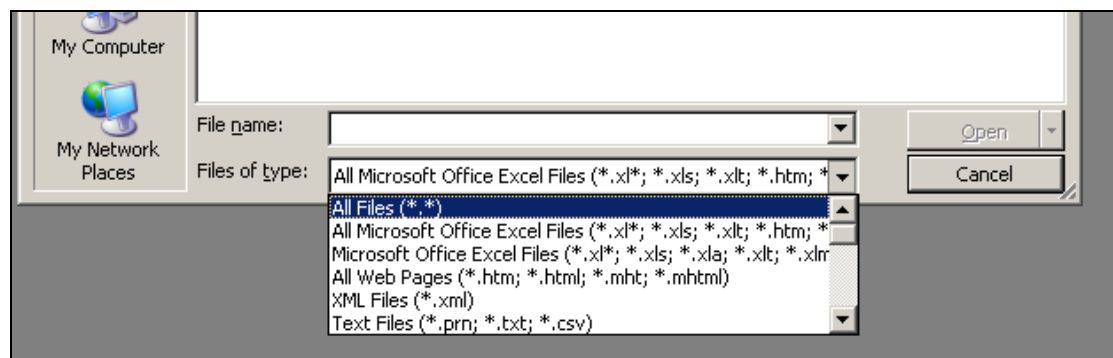 My Computer
My Network
Places
File name:
Files of type:
All Microsoft Office Excel Files (*.xl*; *.xls; *.xlt; *.htm; *
All Files (*.*)
All Microsoft Office Excel Files (*.xl*; *.xls; *.xlt; *.htm; *
Microsoft Office Excel Files (*.xl*; *.xls; *.xla; *.xlt; *.xlm
All Web Pages (*.htm; *.html; *.mht; *.mhtml)
XML Files (*.xml)
Text Files (*.prn; *.txt; *.csv)
Open
Cancel